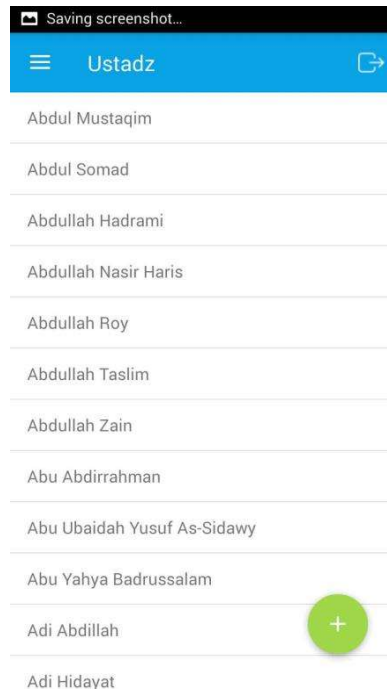 Saving screenshot...
Ustadz
Abdul Mustaqim
Abdul Somad
Abdullah Hadrami
Abdullah Nasir Haris
Abdullah Roy
Abdullah Taslim
Abdullah Zain
Abu Abdirrahman
Abu Ubaidah Yusuf As-Sidawy
Abu Yahya Badrussalam
Adi Abdillah
+
Adi Hidayat